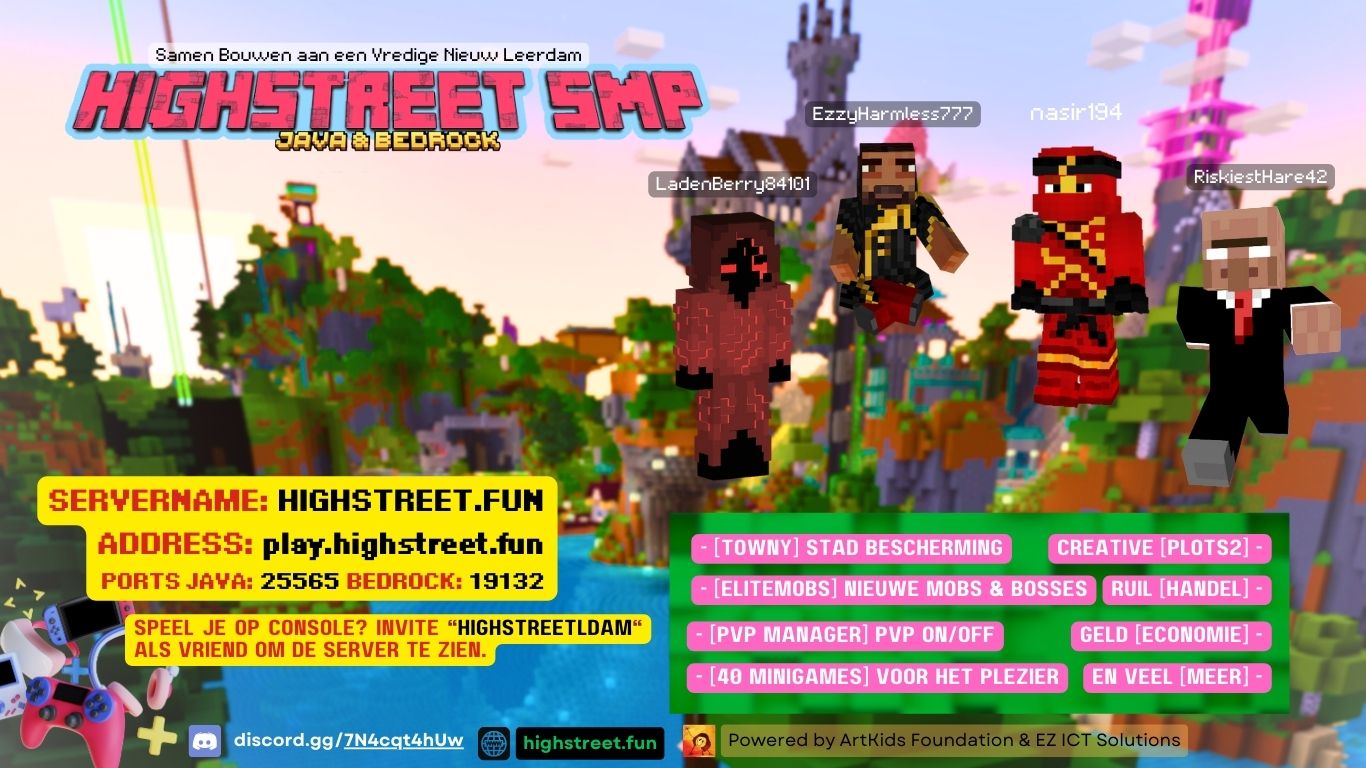 Samen Bouwen aan een Vredige Nieuw Leerdam
HIGHSTREET SMP
JAVA & BEDROCK
EzzyHarmless777
nasir194
LadenBerry84101
RiskiestHare42
SERVERNAME: HIGHSTREET.FUN
ADDRESS: play.highstreet.fun
PORTS JAVA: 25565 BEDROCK: 19132
SPEEL JE OP CONSOLE? INVITE “HIGHSTREETLDAM“
ALS VRIEND OM DE SERVER TE ZIEN.
- [TOWNY] STAD BESCHERMING
CREATIVE [PLOTS2] -
- [ELITEMOBS] NIEUWE MOBS & BOSSES
RUIL [HANDEL] -
- [PVP MANAGER] PVP ON/OFF
GELD [ECONOMIE] -
- [40 MINIGAMES] VOOR HET PLEZIER
EN VEEL [MEER] -
discord.gg/7N4cqt4hUw
highstreet.fun
Powered by ArtKids Foundation & EZ ICT Solutions